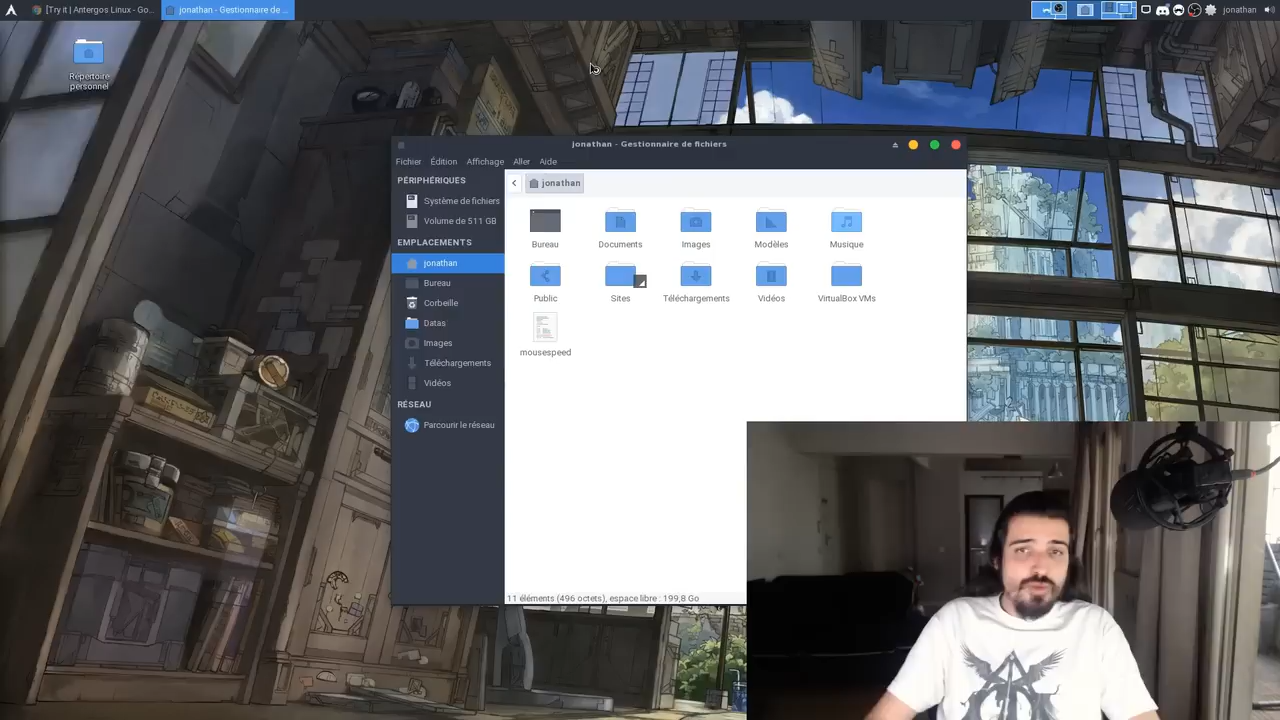 [Try it | Antergos Linux - Go...
jonathan - Gestionnaire de ...
jonathan
Répertoire
personnel
jonathan - Gestionnaire de fichiers
Fichier Édition Affichage Aller Aide
PÉRIPHÉRIQUES
Système de fichiers
Volume de 511 GB
EMPLACEMENTS
jonathan
Bureau
Corbeille
Datas
Images
Téléchargements
Vidéos
RÉSEAU
Parcourir le réseau
jonathan
Bureau
Documents
Images
Modèles
Musique
Public
Sites
Téléchargements
Vidéos
VirtualBox VMs
mousespeed
11 éléments (496 octets), espace libre : 199,8 Go